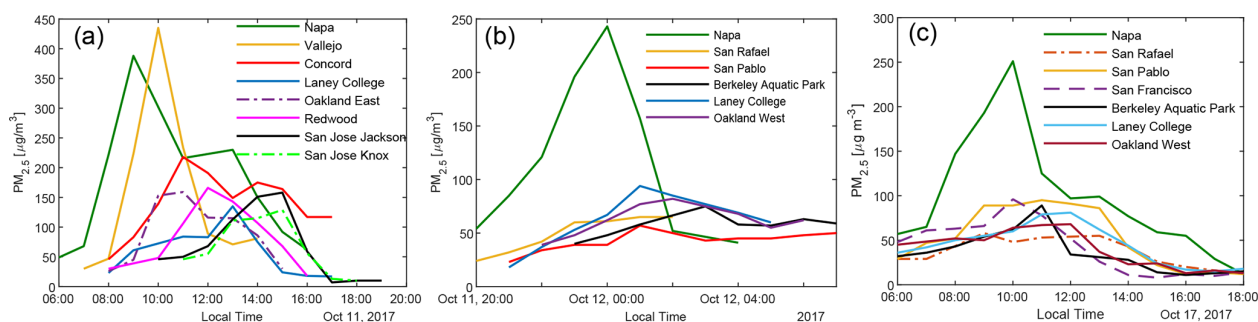 (a)
Napa
Vallejo
Concord
Laney College
Oakland East
Redwood
San Jose Jackson
San Jose Knox
PM2.5 [μg/m³]
450
400
350
300
250
200
150
100
50
0
06:00 08:00 10:00 12:00 14:00 16:00 18:00 20:00
Local Time Oct 11, 2017
(b)
Napa
San Rafael
San Pablo
Berkeley Aquatic Park
Laney College
Oakland West
PM2.5 [μg/m³]
250
200
150
100
50
0
Oct 11, 20:00 Oct 12, 00:00 Oct 12, 04:00
Local Time 2017
(c)
Napa
San Rafael
San Pablo
San Francisco
Berkeley Aquatic Park
Laney College
Oakland West
PM2.5 [μg m⁻³]
300
250
200
150
100
50
0
06:00 08:00 10:00 12:00 14:00 16:00 18:00
Local Time Oct 17, 2017